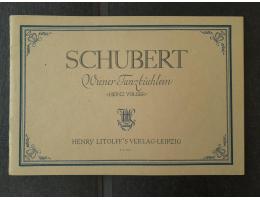 SCHUBERT
Wiener Tanzbüchlein
HENRY LITOLFF'S VERLAG · LEIPZIG